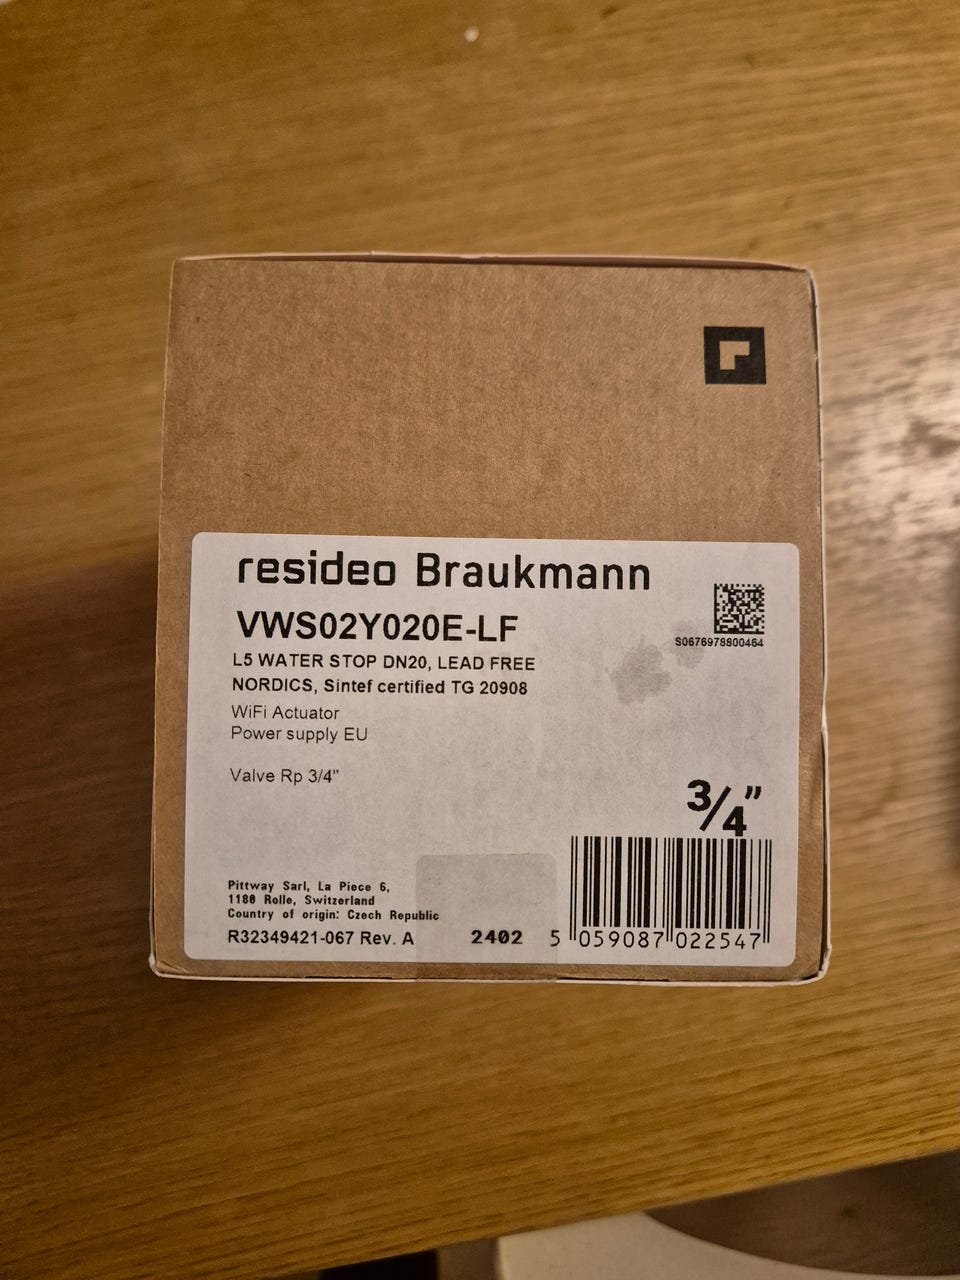 resideo Braukmann
VWS02Y020E-LF
S0676978800464
L5 WATER STOP DN20, LEAD FREE
NORDICS, Sintef certified TG 20908
WiFi Actuator
Power supply EU
Valve Rp 3/4"
3/4"
Pittway Sarl, La Piece 6,
1180 Rolle, Switzerland
Country of origin: Czech Republic
R32349421-067 Rev. A
2402
5 059087 022547